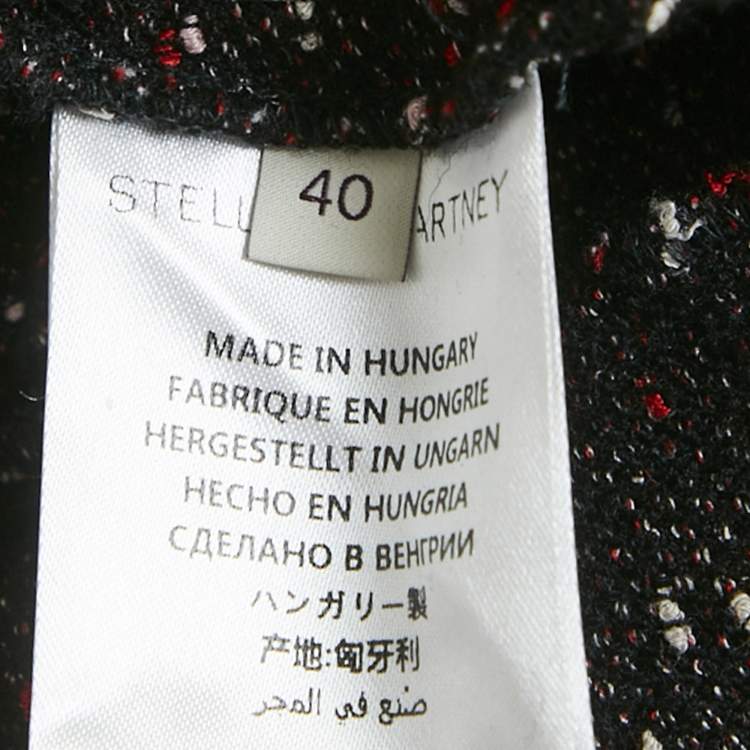 STELL ARTNEY
40
MADE IN HUNGARY
FABRIQUE EN HONGRIE
HERGESTELLT IN UNGARN
HECHO EN HUNGRIA
СДЕЛАНО В ВЕНГРИИ
ハンガリー製
产地:匈牙利
صنع في المجر